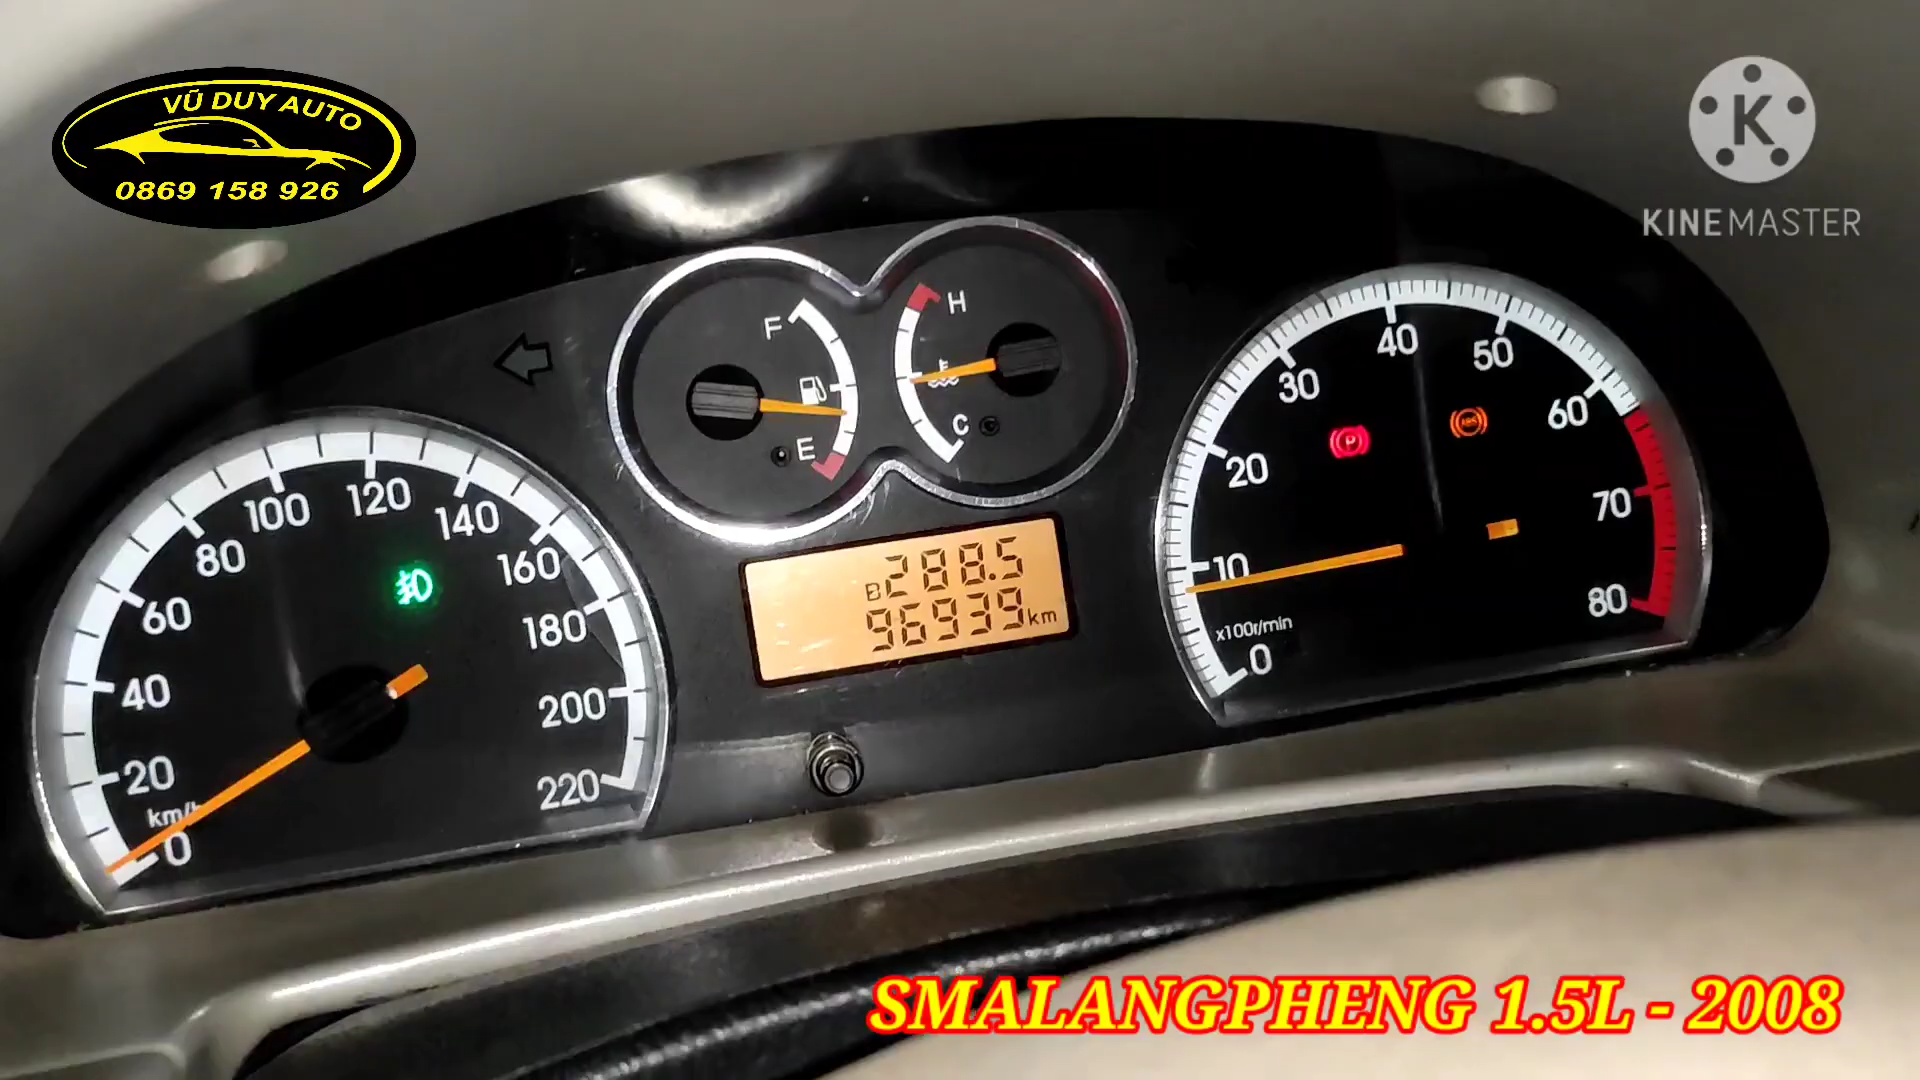 VŨ DUY AUTO
0869 158 926
K
KINEMASTER
F
E
H
C
0
20
40
60
80
100
120
140
160
180
200
220
km/h
B 288.5
96939 km
0
10
20
30
40
50
60
70
80
x100r/min
P
ABS
SMALANGPHENG 1.5L - 2008